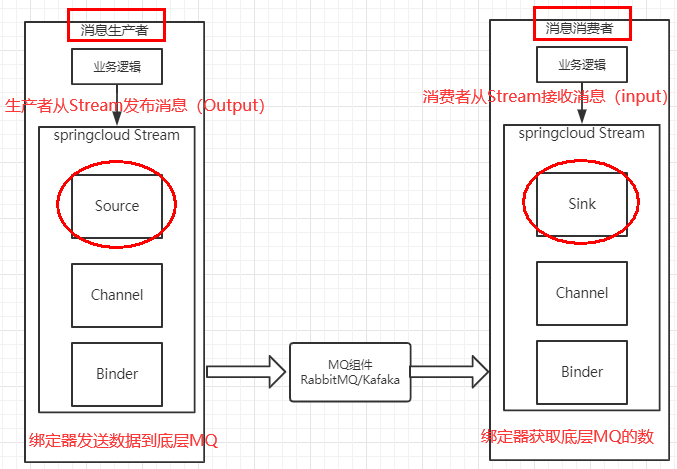 消息生产者
业务逻辑
生产者从Stream发布消息（Output）
springcloud Stream
Source
Channel
Binder
绑定器发送数据到底层MQ
MQ组件
RabbitMQ/Kafaka
消息消费者
业务逻辑
消费者从Stream接收消息（input）
springcloud Stream
Sink
Channel
Binder
绑定器获取底层MQ的数